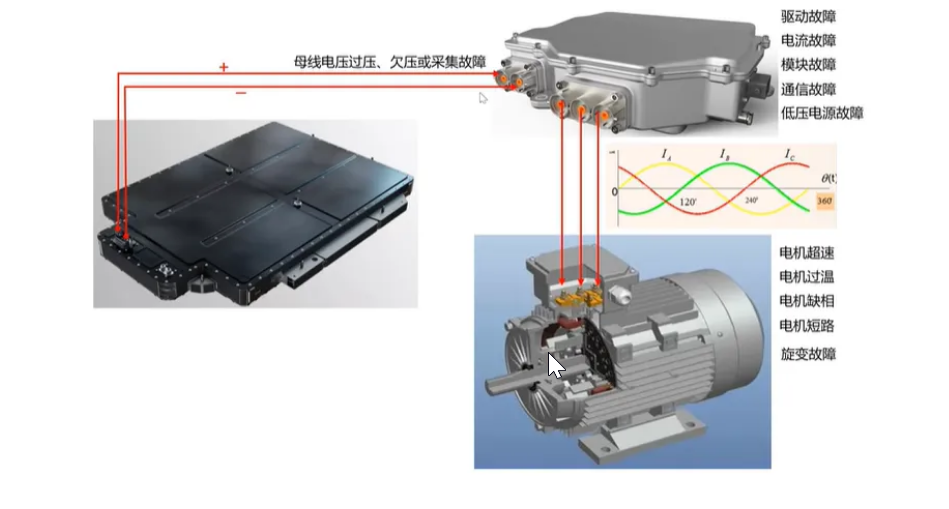 驱动故障
电流故障
母线电压过压、欠压或采集故障
模块故障
通信故障
低压电源故障
+
−
I_A I_B I_C
θ(t
0
120° 240° 360°
电机超速
电机过温
电机缺相
电机短路
旋变故障